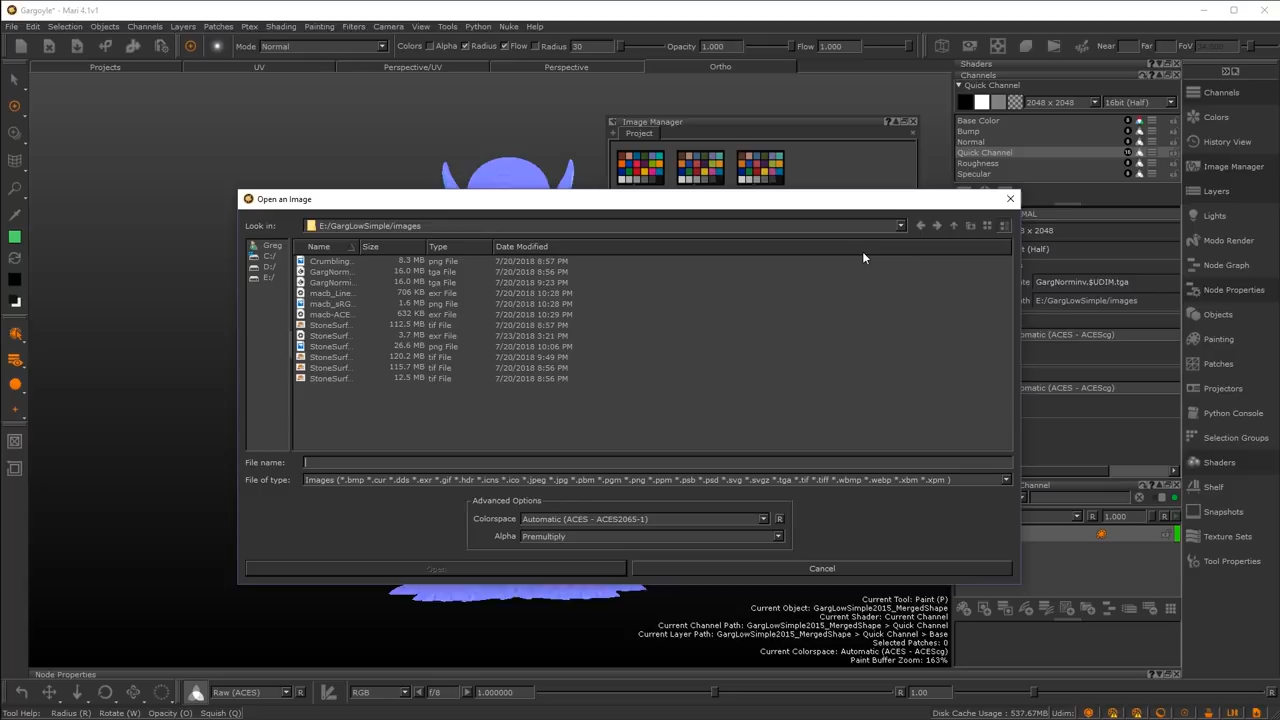 Gargoyle* - Mari 4.1v1
File Edit Selection Objects Channels Layers Patches Ptex Shading Painting Filters Camera View Tools Python Nuke Help
Mode Normal Colors Alpha Radius Flow Radius 30 Opacity 1.000 Flow 1.000 Near Far FoV
Projects UV Perspective/UV Perspective Ortho
Shaders
Channels
Quick Channel
2048 x 2048 16bit (Half)
Base Color
Bump
Normal
Quick Channel
Roughness
Specular
Image Manager
Project
Open an Image
Look in: E:/GargLowSimple/images
Greg
C:/
D:/
E:/
Name Size Type Date Modified
Crumbling... 8.3 MB png File 7/20/2018 8:57 PM
GargNorm... 16.0 MB tga File 7/20/2018 8:56 PM
GargNormi... 16.0 MB tga File 7/20/2018 9:23 PM
macb_Line... 706 KB exr File 7/20/2018 10:28 PM
macb_sRG... 1.6 MB png File 7/20/2018 10:28 PM
macb-ACE... 632 KB exr File 7/20/2018 10:29 PM
StoneSurf... 112.5 MB tif File 7/20/2018 8:57 PM
StoneSurf... 3.7 MB exr File 7/23/2018 3:21 PM
StoneSurf... 26.6 MB png File 7/20/2018 10:06 PM
StoneSurf... 120.2 MB tif File 7/20/2018 9:49 PM
StoneSurf... 115.7 MB tif File 7/20/2018 8:56 PM
StoneSurf... 12.5 MB tif File 7/20/2018 8:56 PM
File name:
File of type: Images (*.bmp *.cur *.dds *.exr *.gif *.hdr *.icns *.ico *.jpeg *.jpg *.pbm *.pgm *.png *.ppm *.psb *.psd *.svg *.svgz *.tga *.tif *.tiff *.wbmp *.webp *.xbm *.xpm )
Advanced Options
Colorspace Automatic (ACES - ACES2065-1) R
Alpha Premultiply
Open Cancel
MAL
x 2048
(Half)
GargNorminv.$UDIM.tga
E:/GargLowSimple/images
matic (ACES - ACEScg)
matic (ACES - ACEScg)
Channel
R 1.000 R
Channels
Colors
History View
Image Manager
Layers
Lights
Modo Render
Node Graph
Node Properties
Objects
Painting
Patches
Projectors
Python Console
Selection Groups
Shaders
Shelf
Snapshots
Texture Sets
Tool Properties
Current Tool: Paint (P)
Current Object: GargLowSimple2015_MergedShape
Current Shader: Current Channel
Current Channel Path: GargLowSimple2015_MergedShape > Quick Channel
Current Layer Path: GargLowSimple2015_MergedShape > Quick Channel > Base
Selected Patches: 0
Current Colorspace: Automatic (ACES - ACEScg)
Paint Buffer Zoom: 163%
Node Properties
Raw (ACES) R RGB f/8 1.000000 R 1.00 R
Tool Help: Radius (R) Rotate (W) Opacity (O) Squish (Q) Disk Cache Usage : 537.67MB Udim: